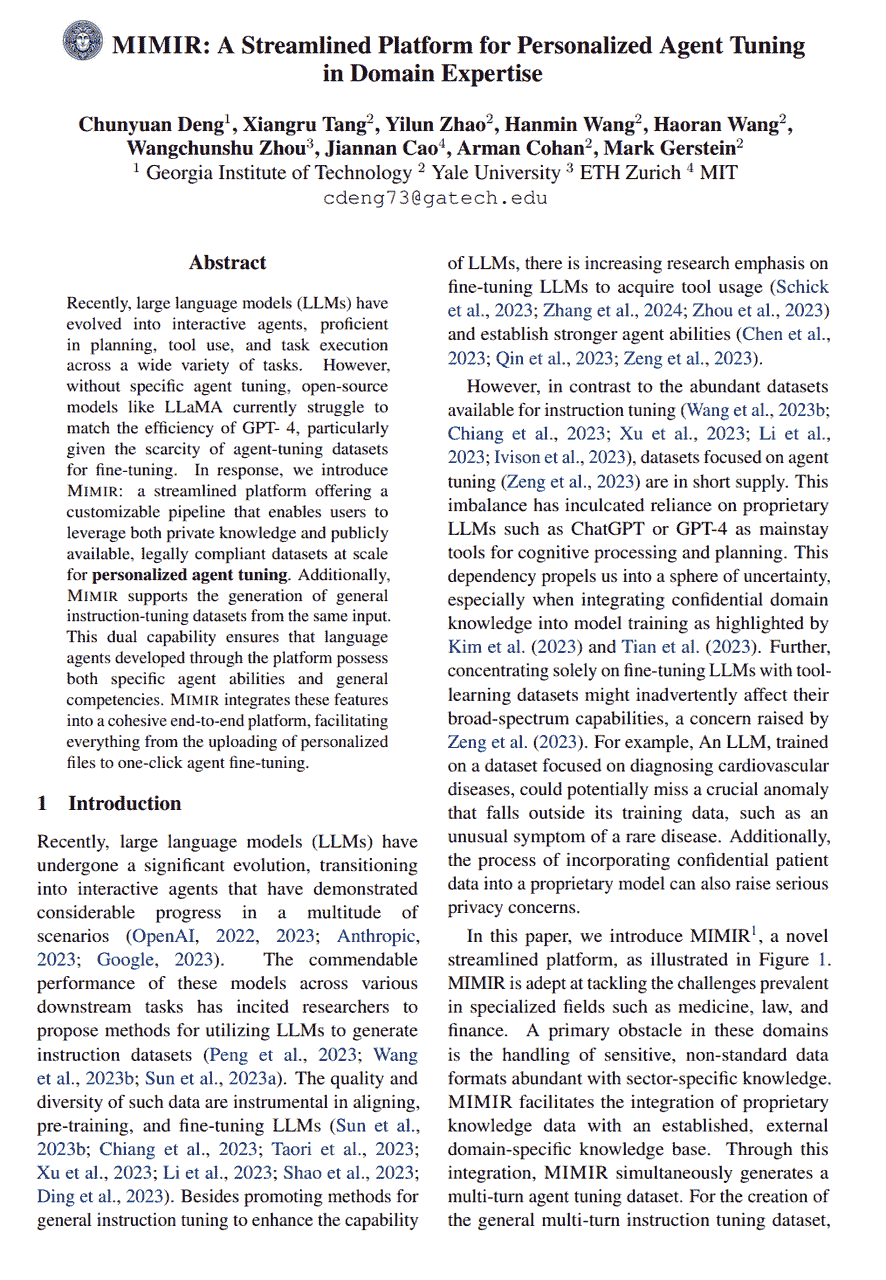 MIMIR: A Streamlined Platform for Personalized Agent Tuning
in Domain Expertise
Chunyuan Deng1, Xiangru Tang2, Yilun Zhao2, Hanmin Wang2, Haoran Wang2,
Wangchunshu Zhou3, Jiannan Cao4, Arman Cohan2, Mark Gerstein2
1 Georgia Institute of Technology 2 Yale University 3 ETH Zurich 4 MIT
cdeng73@gatech.edu
Abstract
Recently, large language models (LLMs) have
evolved into interactive agents, proficient
in planning, tool use, and task execution
across a wide variety of tasks. However,
without specific agent tuning, open-source
models like LLaMA currently struggle to
match the efficiency of GPT- 4, particularly
given the scarcity of agent-tuning datasets
for fine-tuning. In response, we introduce
MIMIR: a streamlined platform offering a
customizable pipeline that enables users to
leverage both private knowledge and publicly
available, legally compliant datasets at scale
for personalized agent tuning. Additionally,
MIMIR supports the generation of general
instruction-tuning datasets from the same input.
This dual capability ensures that language
agents developed through the platform possess
both specific agent abilities and general
competencies. MIMIR integrates these features
into a cohesive end-to-end platform, facilitating
everything from the uploading of personalized
files to one-click agent fine-tuning.
1 Introduction
Recently, large language models (LLMs) have
undergone a significant evolution, transitioning
into interactive agents that have demonstrated
considerable progress in a multitude of
scenarios (OpenAI, 2022, 2023; Anthropic,
2023; Google, 2023). The commendable
performance of these models across various
downstream tasks has incited researchers to
propose methods for utilizing LLMs to generate
instruction datasets (Peng et al., 2023; Wang
et al., 2023b; Sun et al., 2023a). The quality and
diversity of such data are instrumental in aligning,
pre-training, and fine-tuning LLMs (Sun et al.,
2023b; Chiang et al., 2023; Taori et al., 2023;
Xu et al., 2023; Li et al., 2023; Shao et al., 2023;
Ding et al., 2023). Besides promoting methods for
general instruction tuning to enhance the capability
of LLMs, there is increasing research emphasis on
fine-tuning LLMs to acquire tool usage (Schick
et al., 2023; Zhang et al., 2024; Zhou et al., 2023)
and establish stronger agent abilities (Chen et al.,
2023; Qin et al., 2023; Zeng et al., 2023).
However, in contrast to the abundant datasets
available for instruction tuning (Wang et al., 2023b;
Chiang et al., 2023; Xu et al., 2023; Li et al.,
2023; Ivison et al., 2023), datasets focused on agent
tuning (Zeng et al., 2023) are in short supply. This
imbalance has inculcated reliance on proprietary
LLMs such as ChatGPT or GPT-4 as mainstay
tools for cognitive processing and planning. This
dependency propels us into a sphere of uncertainty,
especially when integrating confidential domain
knowledge into model training as highlighted by
Kim et al. (2023) and Tian et al. (2023). Further,
concentrating solely on fine-tuning LLMs with tool-
learning datasets might inadvertently affect their
broad-spectrum capabilities, a concern raised by
Zeng et al. (2023). For example, An LLM, trained
on a dataset focused on diagnosing cardiovascular
diseases, could potentially miss a crucial anomaly
that falls outside its training data, such as an
unusual symptom of a rare disease. Additionally,
the process of incorporating confidential patient
data into a proprietary model can also raise serious
privacy concerns.
In this paper, we introduce MIMIR1, a novel
streamlined platform, as illustrated in Figure 1.
MIMIR is adept at tackling the challenges prevalent
in specialized fields such as medicine, law, and
finance. A primary obstacle in these domains
is the handling of sensitive, non-standard data
formats abundant with sector-specific knowledge.
MIMIR facilitates the integration of proprietary
knowledge data with an established, external
domain-specific knowledge base. Through this
integration, MIMIR simultaneously generates a
multi-turn agent tuning dataset. For the creation of
the general multi-turn instruction tuning dataset,